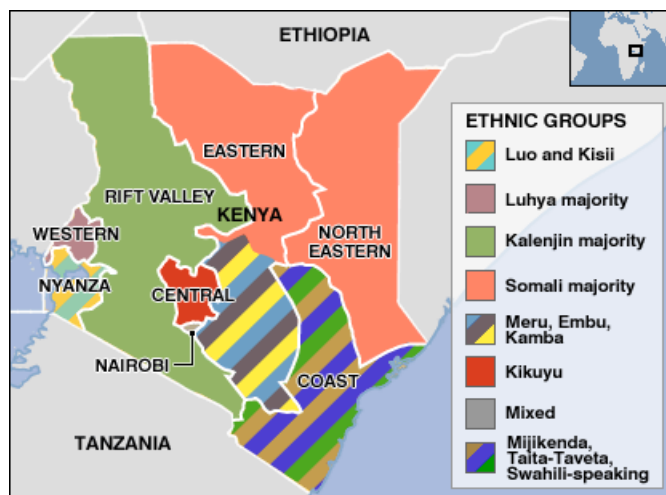 ETHIOPIA
EASTERN
RIFT VALLEY
KENYA
NORTH
EASTERN
WESTERN
NYANZA
CENTRAL
NAIROBI
COAST
TANZANIA
ETHNIC GROUPS
Luo and Kisii
Luhya majority
Kalenjin majority
Somali majority
Meru, Embu,
Kamba
Kikuyu
Mixed
Mijikenda,
Taita-Taveta,
Swahili-speaking